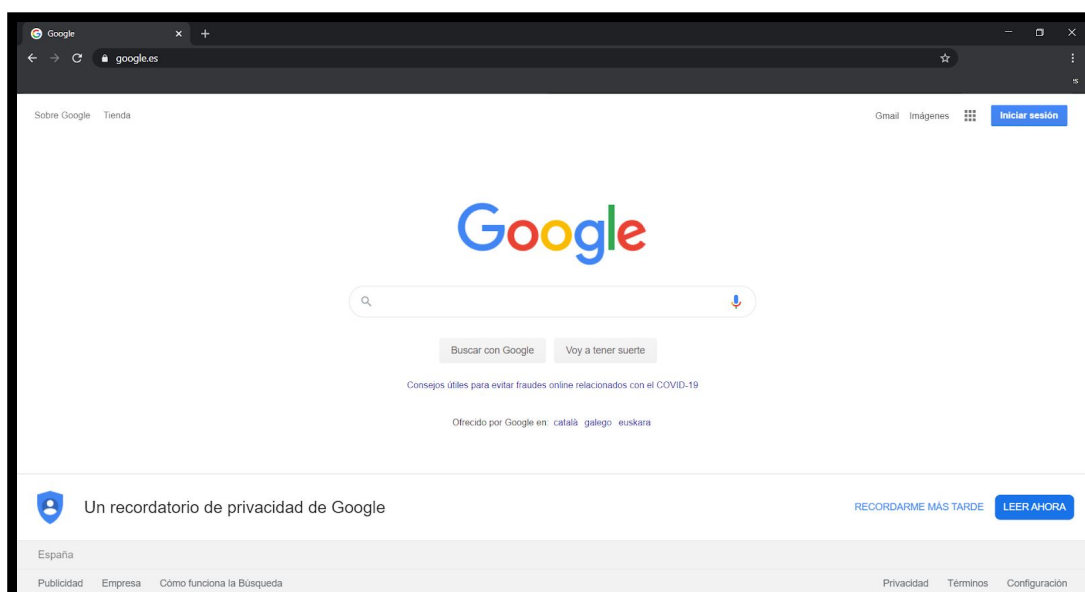 Google
google.es
Sobre Google Tienda
Gmail Imágenes Iniciar sesión
Google
Buscar con Google Voy a tener suerte
Consejos útiles para evitar fraudes online relacionados con el COVID-19
Ofrecido por Google en: català galego euskara
Un recordatorio de privacidad de Google RECORDARME MÁS TARDE LEER AHORA
España
Publicidad Empresa Cómo funciona la Búsqueda Privacidad Términos Configuración